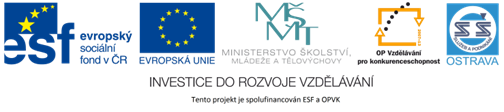 esf evropský sociální fond v ČR
EVROPSKÁ UNIE
MŠMT
MINISTERSTVO ŠKOLSTVÍ,
MLÁDEŽE A TĚLOVÝCHOVY
OP Vzdělávání
pro konkurenceschopnost
OSTRAVA
INVESTICE DO ROZVOJE VZDĚLÁVÁNÍ
Tento projekt je spolufinancován ESF a OPVK